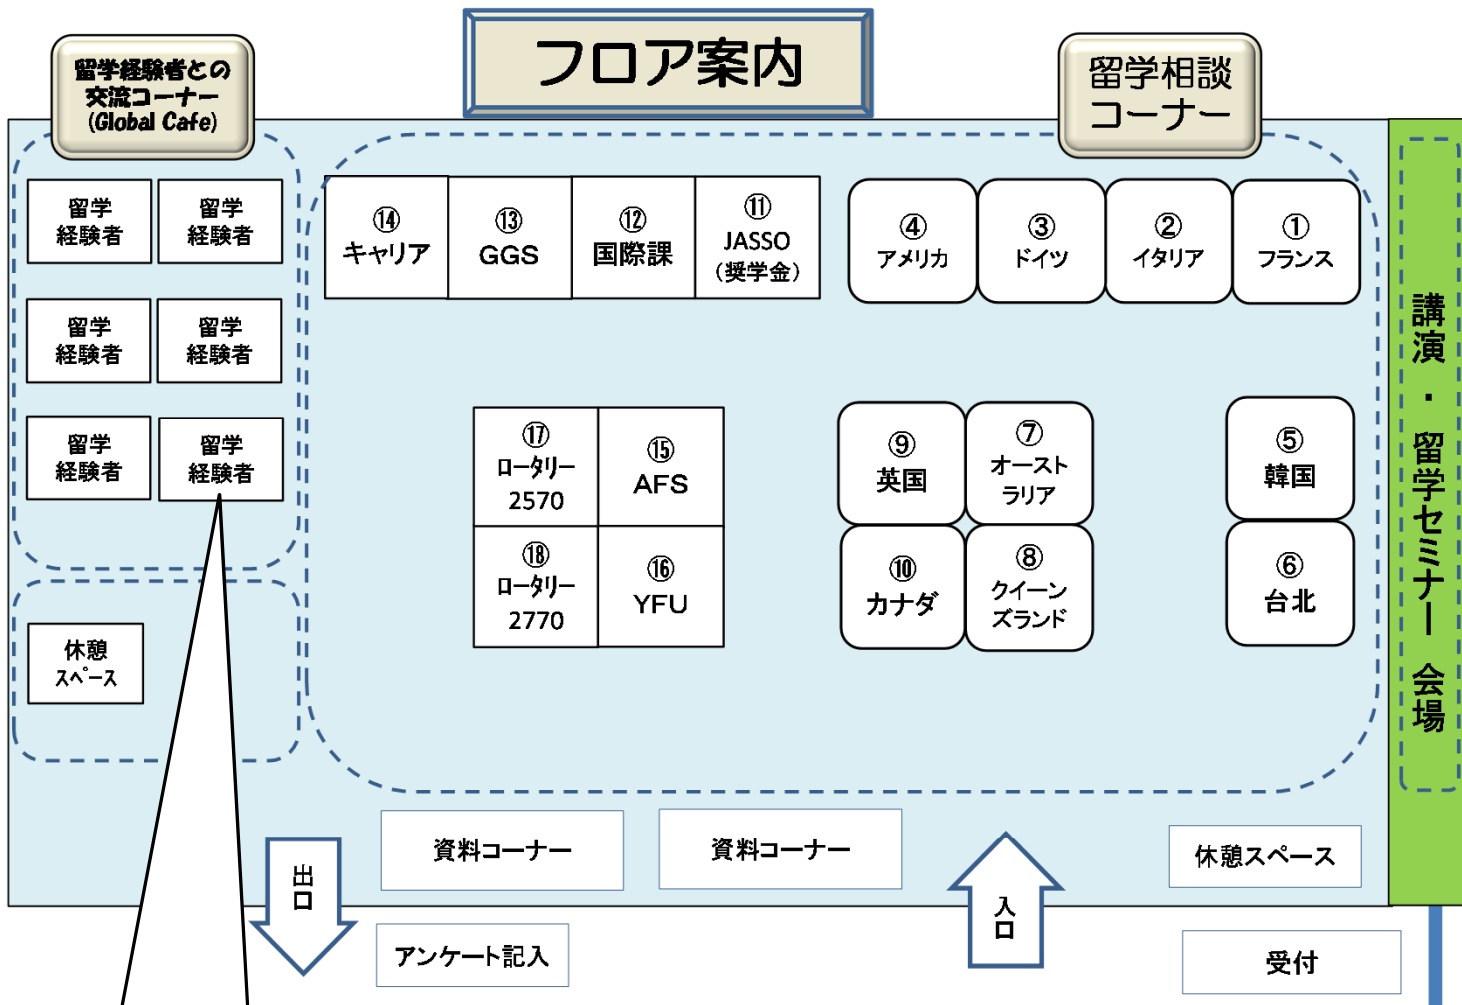 フロア案内
留学経験者との
交流コーナー
(Global Cafe)
留学相談
コーナー
留学
経験者
留学
経験者
留学
経験者
留学
経験者
留学
経験者
留学
経験者
休憩
スペース
⑭
キャリア
⑬
GGS
⑫
国際課
⑪
JASSO
(奨学金)
④
アメリカ
③
ドイツ
②
イタリア
①
フランス
⑰
ロータリー
2570
⑮
AFS
⑱
ロータリー
2770
⑯
YFU
⑨
英国
⑦
オースト
ラリア
⑩
カナダ
⑧
クイーン
ズランド
⑤
韓国
⑥
台北
講演・留学セミナー 会場
資料コーナー
資料コーナー
休憩スペース
出口
入口
アンケート記入
受付